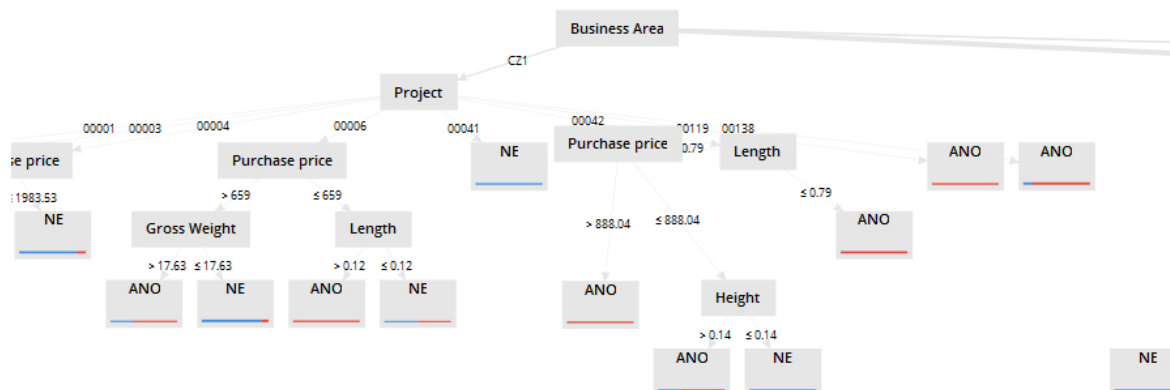 Business Area
CZ1
Project
00001 00003 00004 00006 00041 00042 00119 00138
se price
Purchase price
NE
Purchase price
0.79
Length
ANO
ANO
≤ 1983.53
> 659
≤ 659
≤ 0.79
NE
Gross Weight
Length
> 888.04
≤ 888.04
ANO
> 17.63
≤ 17.63
> 0.12
≤ 0.12
ANO
NE
ANO
NE
ANO
Height
> 0.14
≤ 0.14
ANO
NE
NE